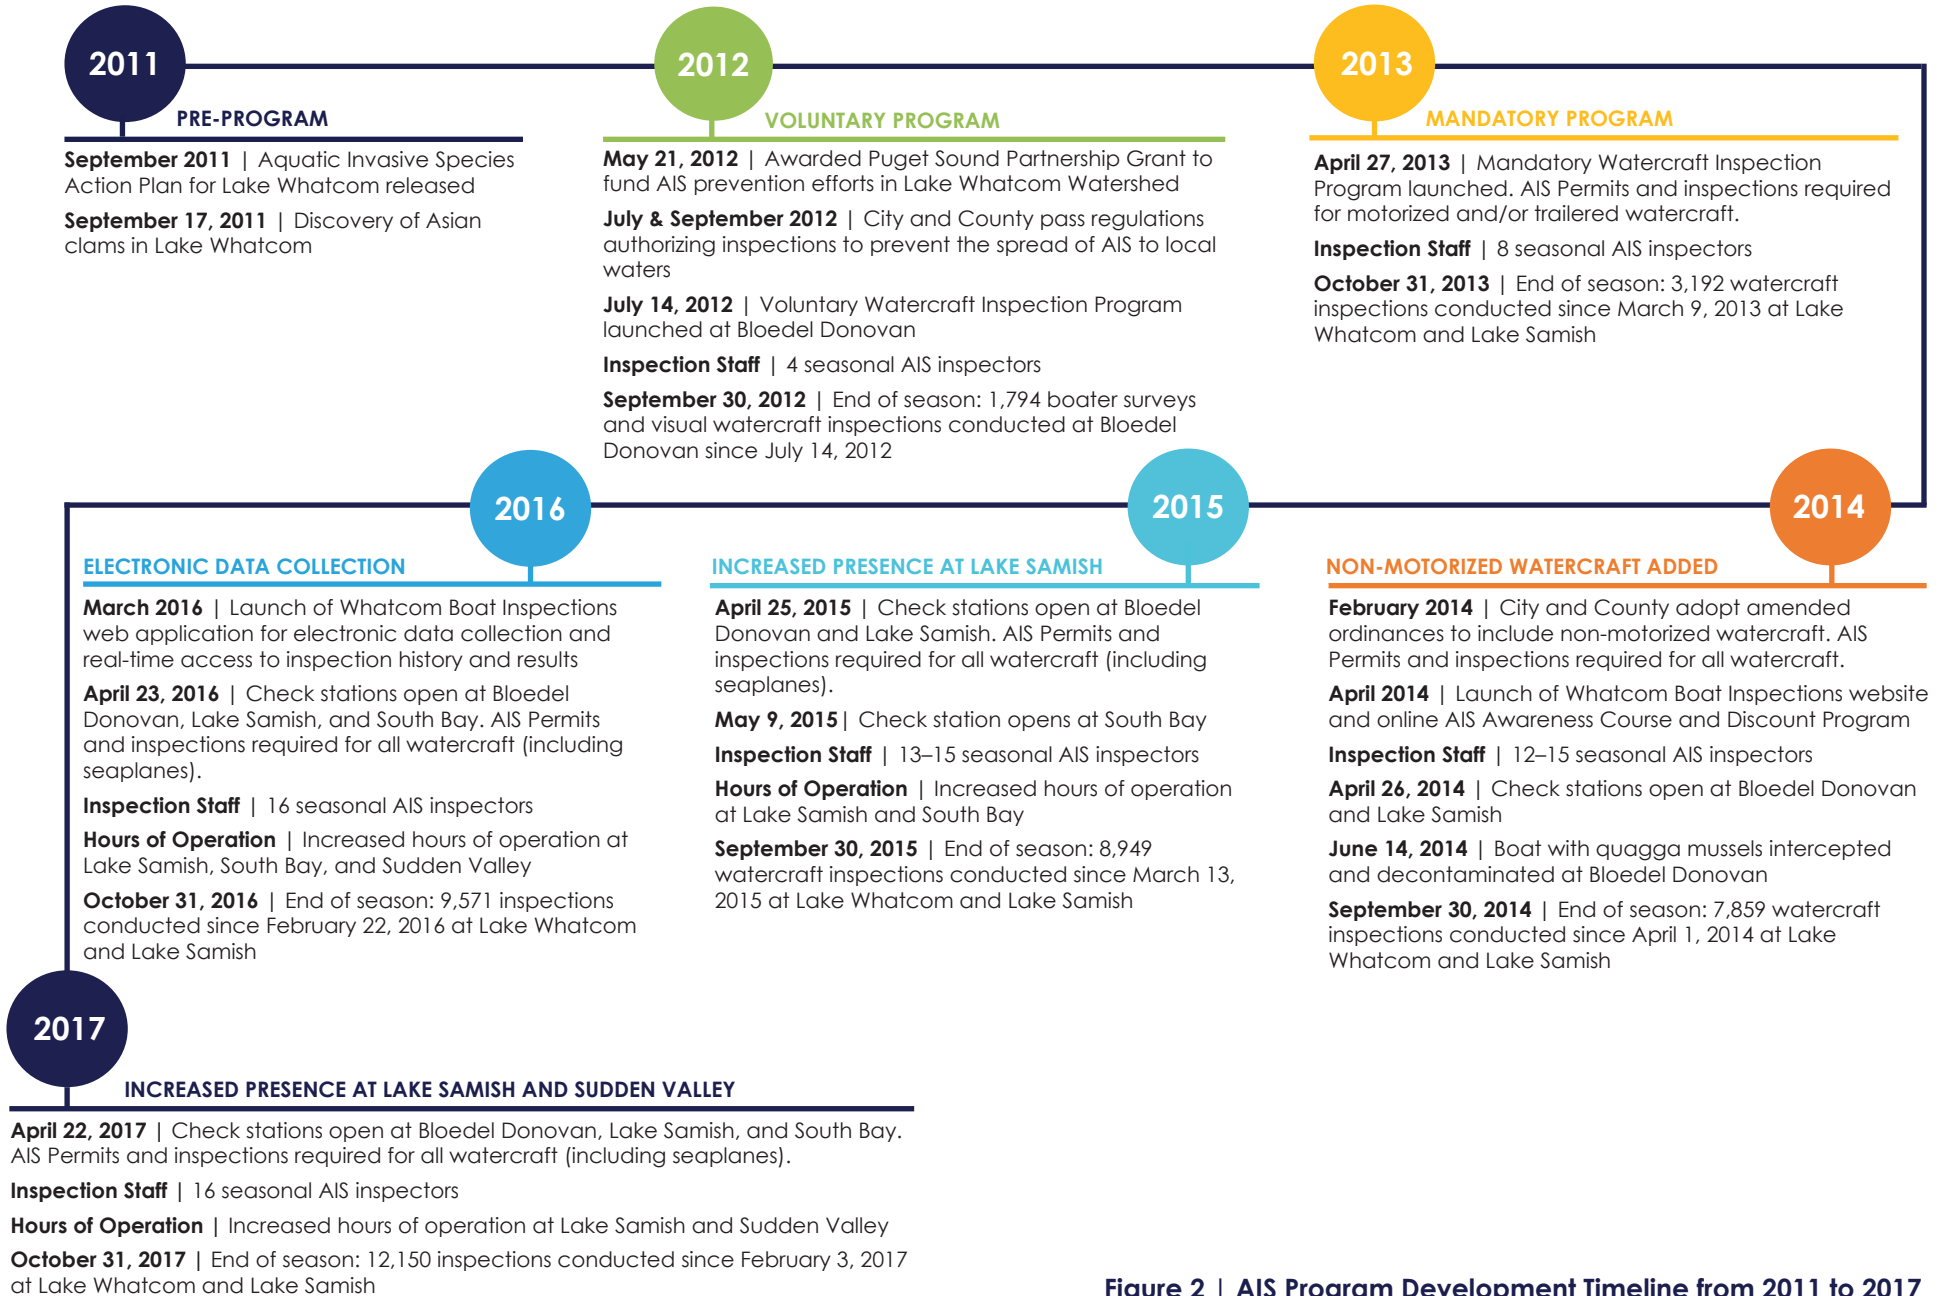 2011
PRE-PROGRAM
September 2011 | Aquatic Invasive Species
Action Plan for Lake Whatcom released
September 17, 2011 | Discovery of Asian
clams in Lake Whatcom
2012
VOLUNTARY PROGRAM
May 21, 2012 | Awarded Puget Sound Partnership Grant to
fund AIS prevention efforts in Lake Whatcom Watershed
July & September 2012 | City and County pass regulations
authorizing inspections to prevent the spread of AIS to local
waters
July 14, 2012 | Voluntary Watercraft Inspection Program
launched at Bloedel Donovan
Inspection Staff | 4 seasonal AIS inspectors
September 30, 2012 | End of season: 1,794 boater surveys
and visual watercraft inspections conducted at Bloedel
Donovan since July 14, 2012
2013
MANDATORY PROGRAM
April 27, 2013 | Mandatory Watercraft Inspection
Program launched. AIS Permits and inspections required
for motorized and/or trailered watercraft.
Inspection Staff | 8 seasonal AIS inspectors
October 31, 2013 | End of season: 3,192 watercraft
inspections conducted since March 9, 2013 at Lake
Whatcom and Lake Samish
2014
NON-MOTORIZED WATERCRAFT ADDED
February 2014 | City and County adopt amended
ordinances to include non-motorized watercraft. AIS
Permits and inspections required for all watercraft.
April 2014 | Launch of Whatcom Boat Inspections website
and online AIS Awareness Course and Discount Program
Inspection Staff | 12–15 seasonal AIS inspectors
April 26, 2014 | Check stations open at Bloedel Donovan
and Lake Samish
June 14, 2014 | Boat with quagga mussels intercepted
and decontaminated at Bloedel Donovan
September 30, 2014 | End of season: 7,859 watercraft
inspections conducted since April 1, 2014 at Lake
Whatcom and Lake Samish
2015
INCREASED PRESENCE AT LAKE SAMISH
April 25, 2015 | Check stations open at Bloedel
Donovan and Lake Samish. AIS Permits and
inspections required for all watercraft (including
seaplanes).
May 9, 2015| Check station opens at South Bay
Inspection Staff | 13–15 seasonal AIS inspectors
Hours of Operation | Increased hours of operation
at Lake Samish and South Bay
September 30, 2015 | End of season: 8,949
watercraft inspections conducted since March 13,
2015 at Lake Whatcom and Lake Samish
2016
ELECTRONIC DATA COLLECTION
March 2016 | Launch of Whatcom Boat Inspections
web application for electronic data collection and
real-time access to inspection history and results
April 23, 2016 | Check stations open at Bloedel
Donovan, Lake Samish, and South Bay. AIS Permits
and inspections required for all watercraft (including
seaplanes).
Inspection Staff | 16 seasonal AIS inspectors
Hours of Operation | Increased hours of operation at
Lake Samish, South Bay, and Sudden Valley
October 31, 2016 | End of season: 9,571 inspections
conducted since February 22, 2016 at Lake Whatcom
and Lake Samish
2017
INCREASED PRESENCE AT LAKE SAMISH AND SUDDEN VALLEY
April 22, 2017 | Check stations open at Bloedel Donovan, Lake Samish, and South Bay.
AIS Permits and inspections required for all watercraft (including seaplanes).
Inspection Staff | 16 seasonal AIS inspectors
Hours of Operation | Increased hours of operation at Lake Samish and Sudden Valley
October 31, 2017 | End of season: 12,150 inspections conducted since February 3, 2017
at Lake Whatcom and Lake Samish
Figure 2 | AIS Program Development Timeline from 2011 to 2017